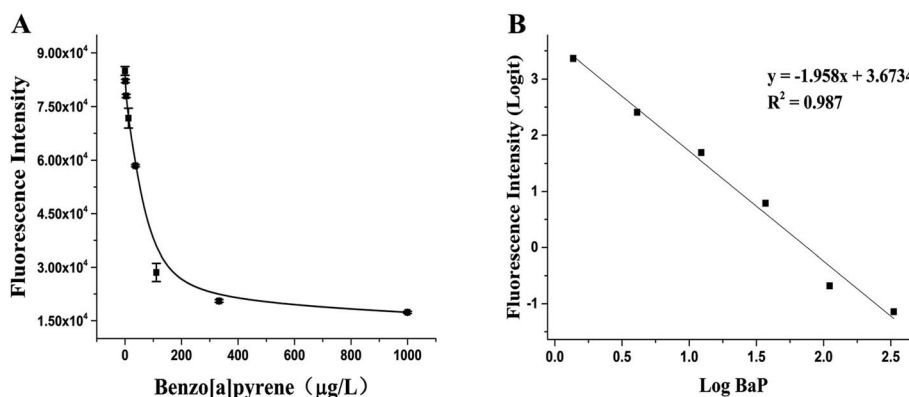 A
9.00x10⁴
7.50x10⁴
6.00x10⁴
4.50x10⁴
3.00x10⁴
1.50x10⁴
Fluorescence Intensity
0 200 400 600 800 1000
Benzo[a]pyrene（μg/L）
B
y = -1.958x + 3.6734
R² = 0.987
3
2
1
0
-1
Fluorescence Intensity (Logit)
0.0 0.5 1.0 1.5 2.0 2.5
Log BaP